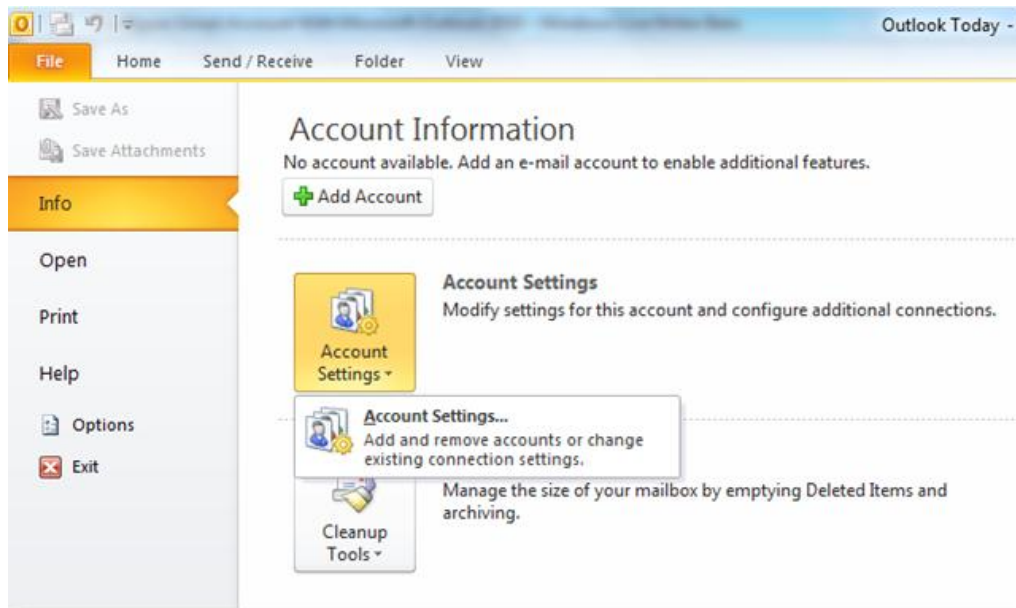 Outlook Today -
File Home Send / Receive Folder View
Save As
Save Attachments
Info
Open
Print
Help
Options
Exit
Account Information
No account available. Add an e-mail account to enable additional features.
Add Account
Account Settings
Modify settings for this account and configure additional connections.
Account
Settings
Account Settings...
Add and remove accounts or change
existing connection settings.
Manage the size of your mailbox by emptying Deleted Items and
archiving.
Cleanup
Tools